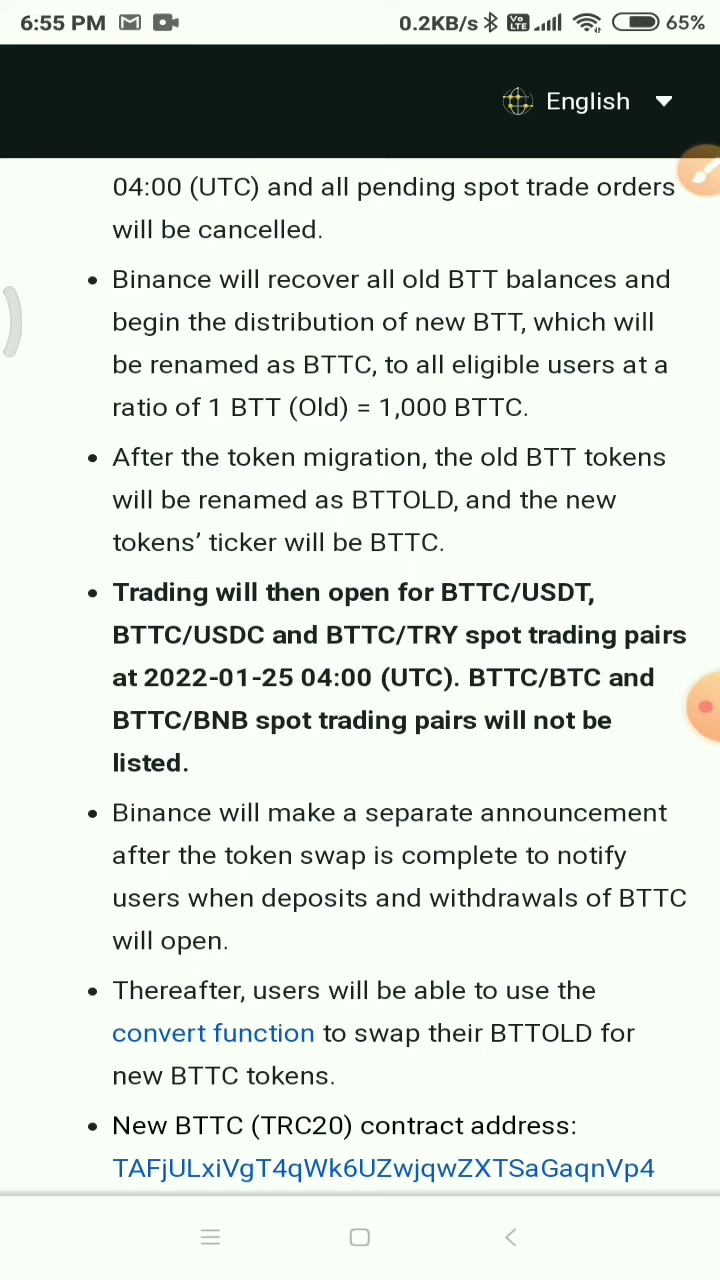 6:55 PM 0.2KB/s Vo LTE 65%
English
04:00 (UTC) and all pending spot trade orders
will be cancelled.
• Binance will recover all old BTT balances and
begin the distribution of new BTT, which will
be renamed as BTTC, to all eligible users at a
ratio of 1 BTT (Old) = 1,000 BTTC.
• After the token migration, the old BTT tokens
will be renamed as BTTOLD, and the new
tokens’ ticker will be BTTC.
• Trading will then open for BTTC/USDT,
BTTC/USDC and BTTC/TRY spot trading pairs
at 2022-01-25 04:00 (UTC). BTTC/BTC and
BTTC/BNB spot trading pairs will not be
listed.
• Binance will make a separate announcement
after the token swap is complete to notify
users when deposits and withdrawals of BTTC
will open.
• Thereafter, users will be able to use the
convert function to swap their BTTOLD for
new BTTC tokens.
• New BTTC (TRC20) contract address:
TAFjULxiVgT4qWk6UZwjqwZXTSaGaqnVp4